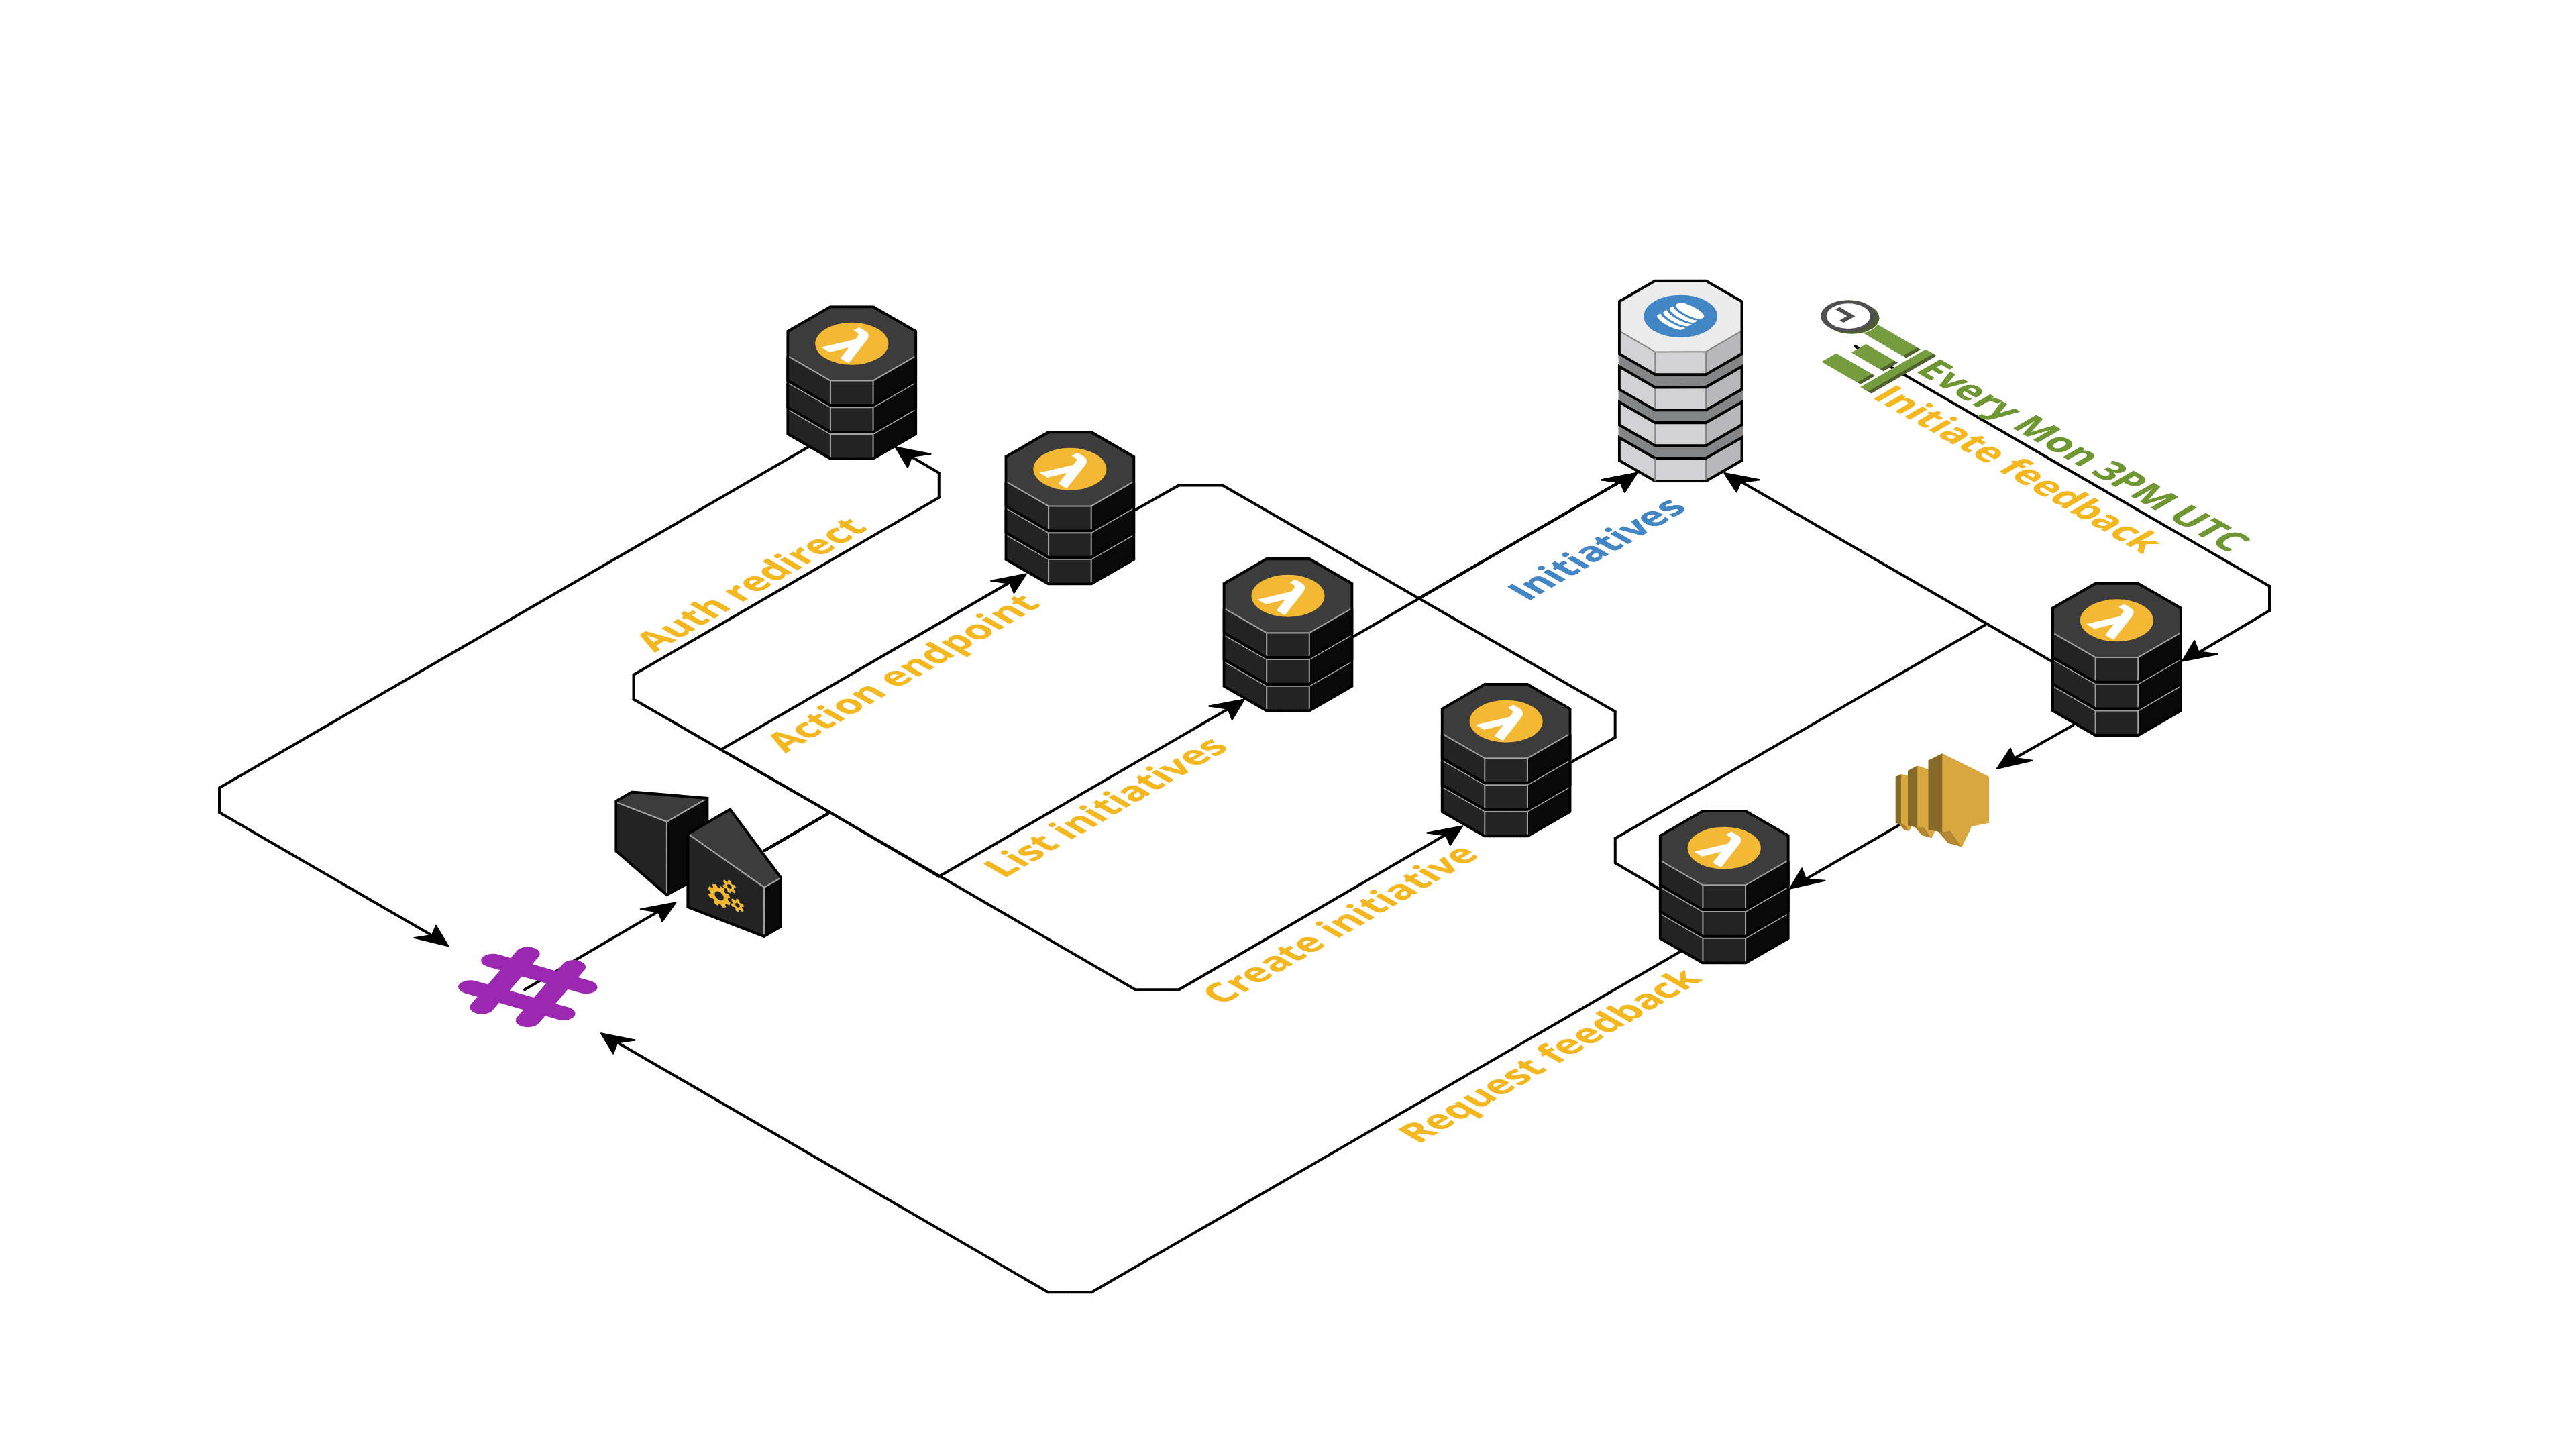 Auth redirect
Action endpoint
List initiatives
Create initiative
Initiatives
Every Mon 3PM UTC
Initiate feedback
Request feedback